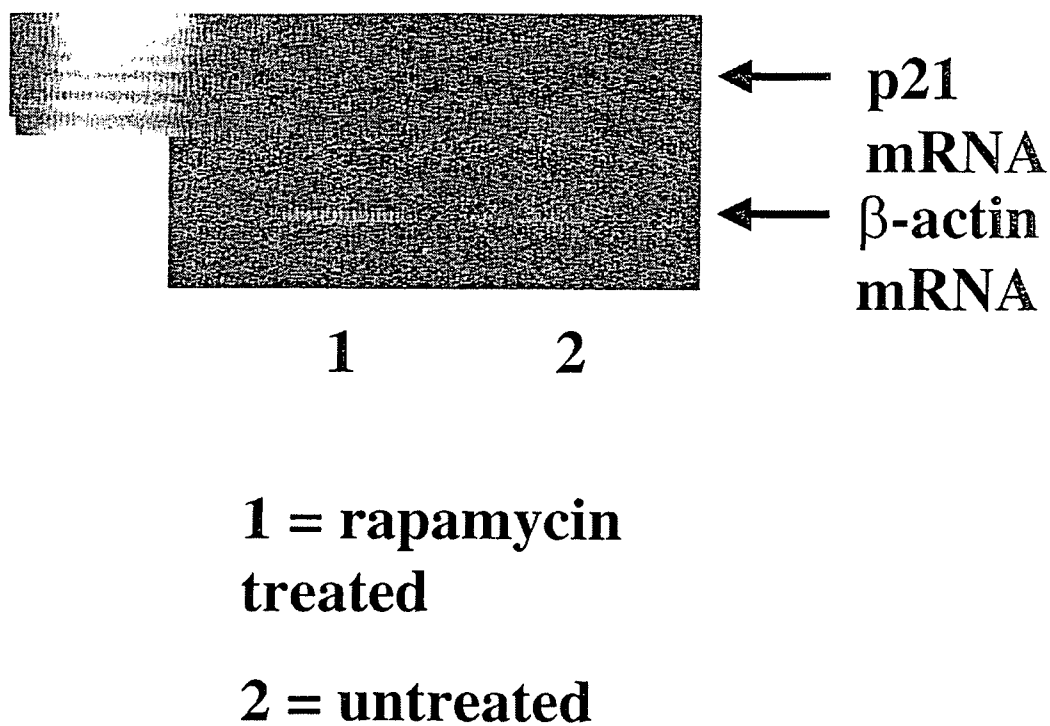 p21
mRNA
β-actin
mRNA
1 2
1 = rapamycin
treated
2 = untreated